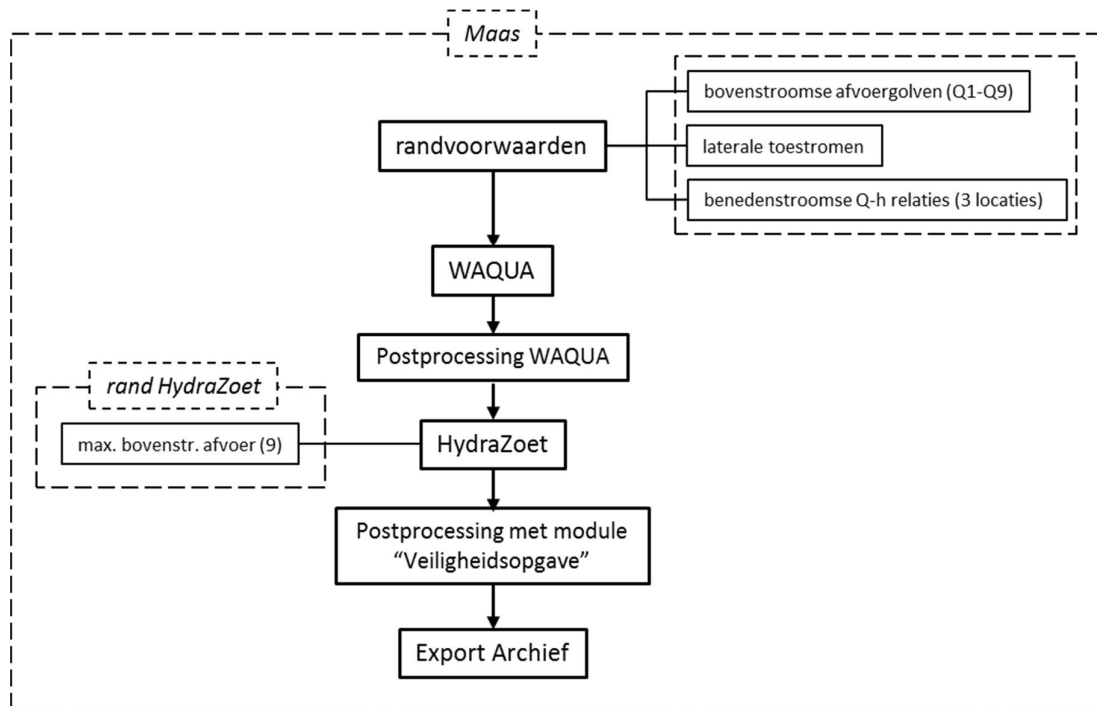 Maas
bovenstroomse afvoergolven (Q1-Q9)
randvoorwaarden
laterale toestromen
benedenstroomse Q-h relaties (3 locaties)
WAQUA
Postprocessing WAQUA
rand HydraZoet
max. bovenstr. afvoer (9)
HydraZoet
Postprocessing met module
“Veiligheidsopgave”
Export Archief